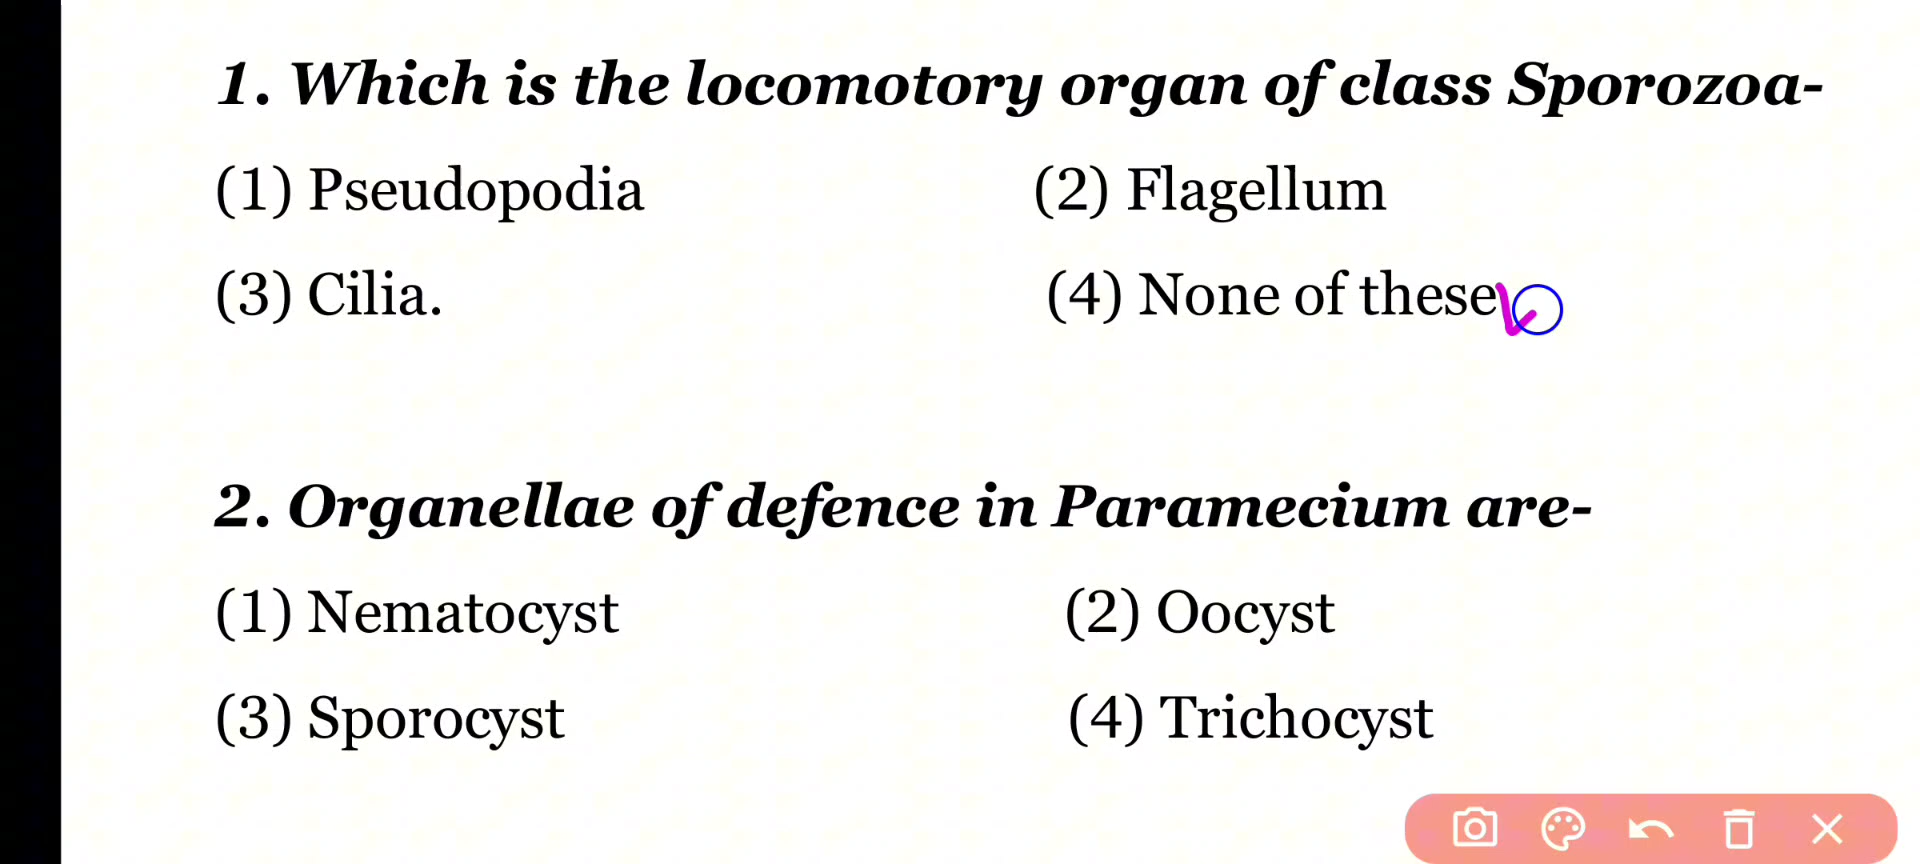 1. Which is the locomotory organ of class Sporozoa-
(1) Pseudopodia (2) Flagellum
(3) Cilia. (4) None of these
2. Organellae of defence in Paramecium are-
(1) Nematocyst (2) Oocyst
(3) Sporocyst (4) Trichocyst